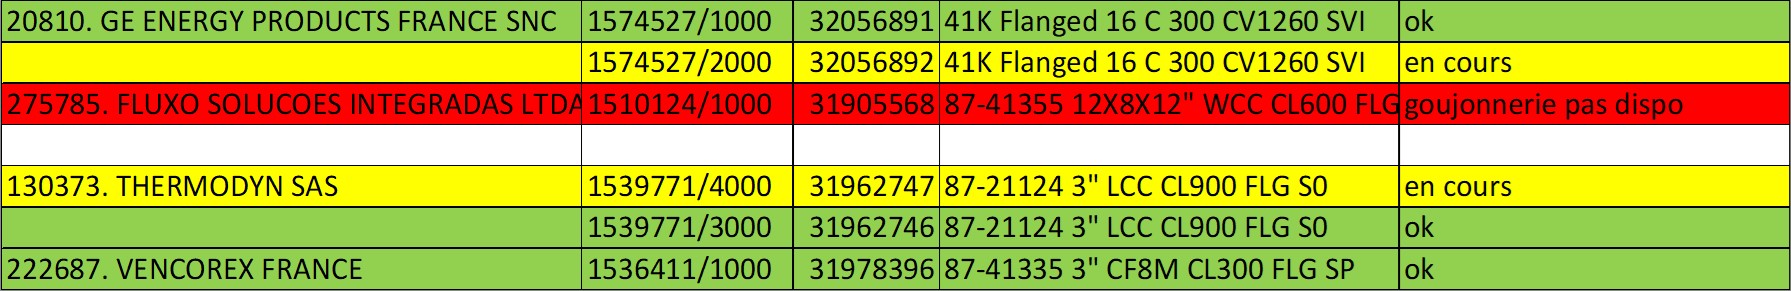 20810. GE ENERGY PRODUCTS FRANCE SNC 1574527/1000 32056891 41K Flanged 16 C 300 CV1260 SVI ok
1574527/2000 32056892 41K Flanged 16 C 300 CV1260 SVI en cours
275785. FLUXO SOLUCOES INTEGRADAS LTDA 1510124/1000 31905568 87-41355 12X8X12" WCC CL600 FLG goujonnerie pas dispo
130373. THERMODYN SAS 1539771/4000 31962747 87-21124 3" LCC CL900 FLG S0 en cours
1539771/3000 31962746 87-21124 3" LCC CL900 FLG S0 ok
222687. VENCOREX FRANCE 1536411/1000 31978396 87-41335 3" CF8M CL300 FLG SP ok